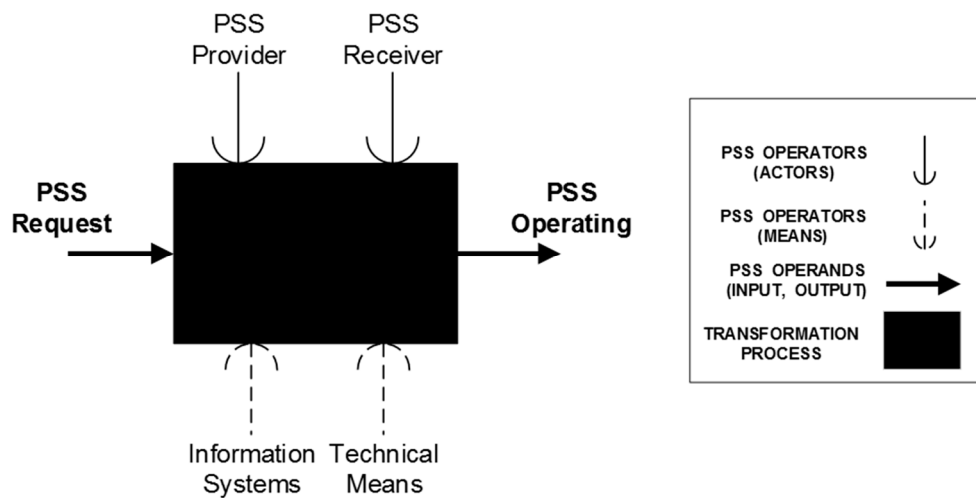 PSS
Provider
PSS
Receiver
PSS
Request
PSS
Operating
Information
Systems
Technical
Means
PSS OPERATORS
(ACTORS)
PSS OPERATORS
(MEANS)
PSS OPERANDS
(INPUT, OUTPUT)
TRANSFORMATION
PROCESS